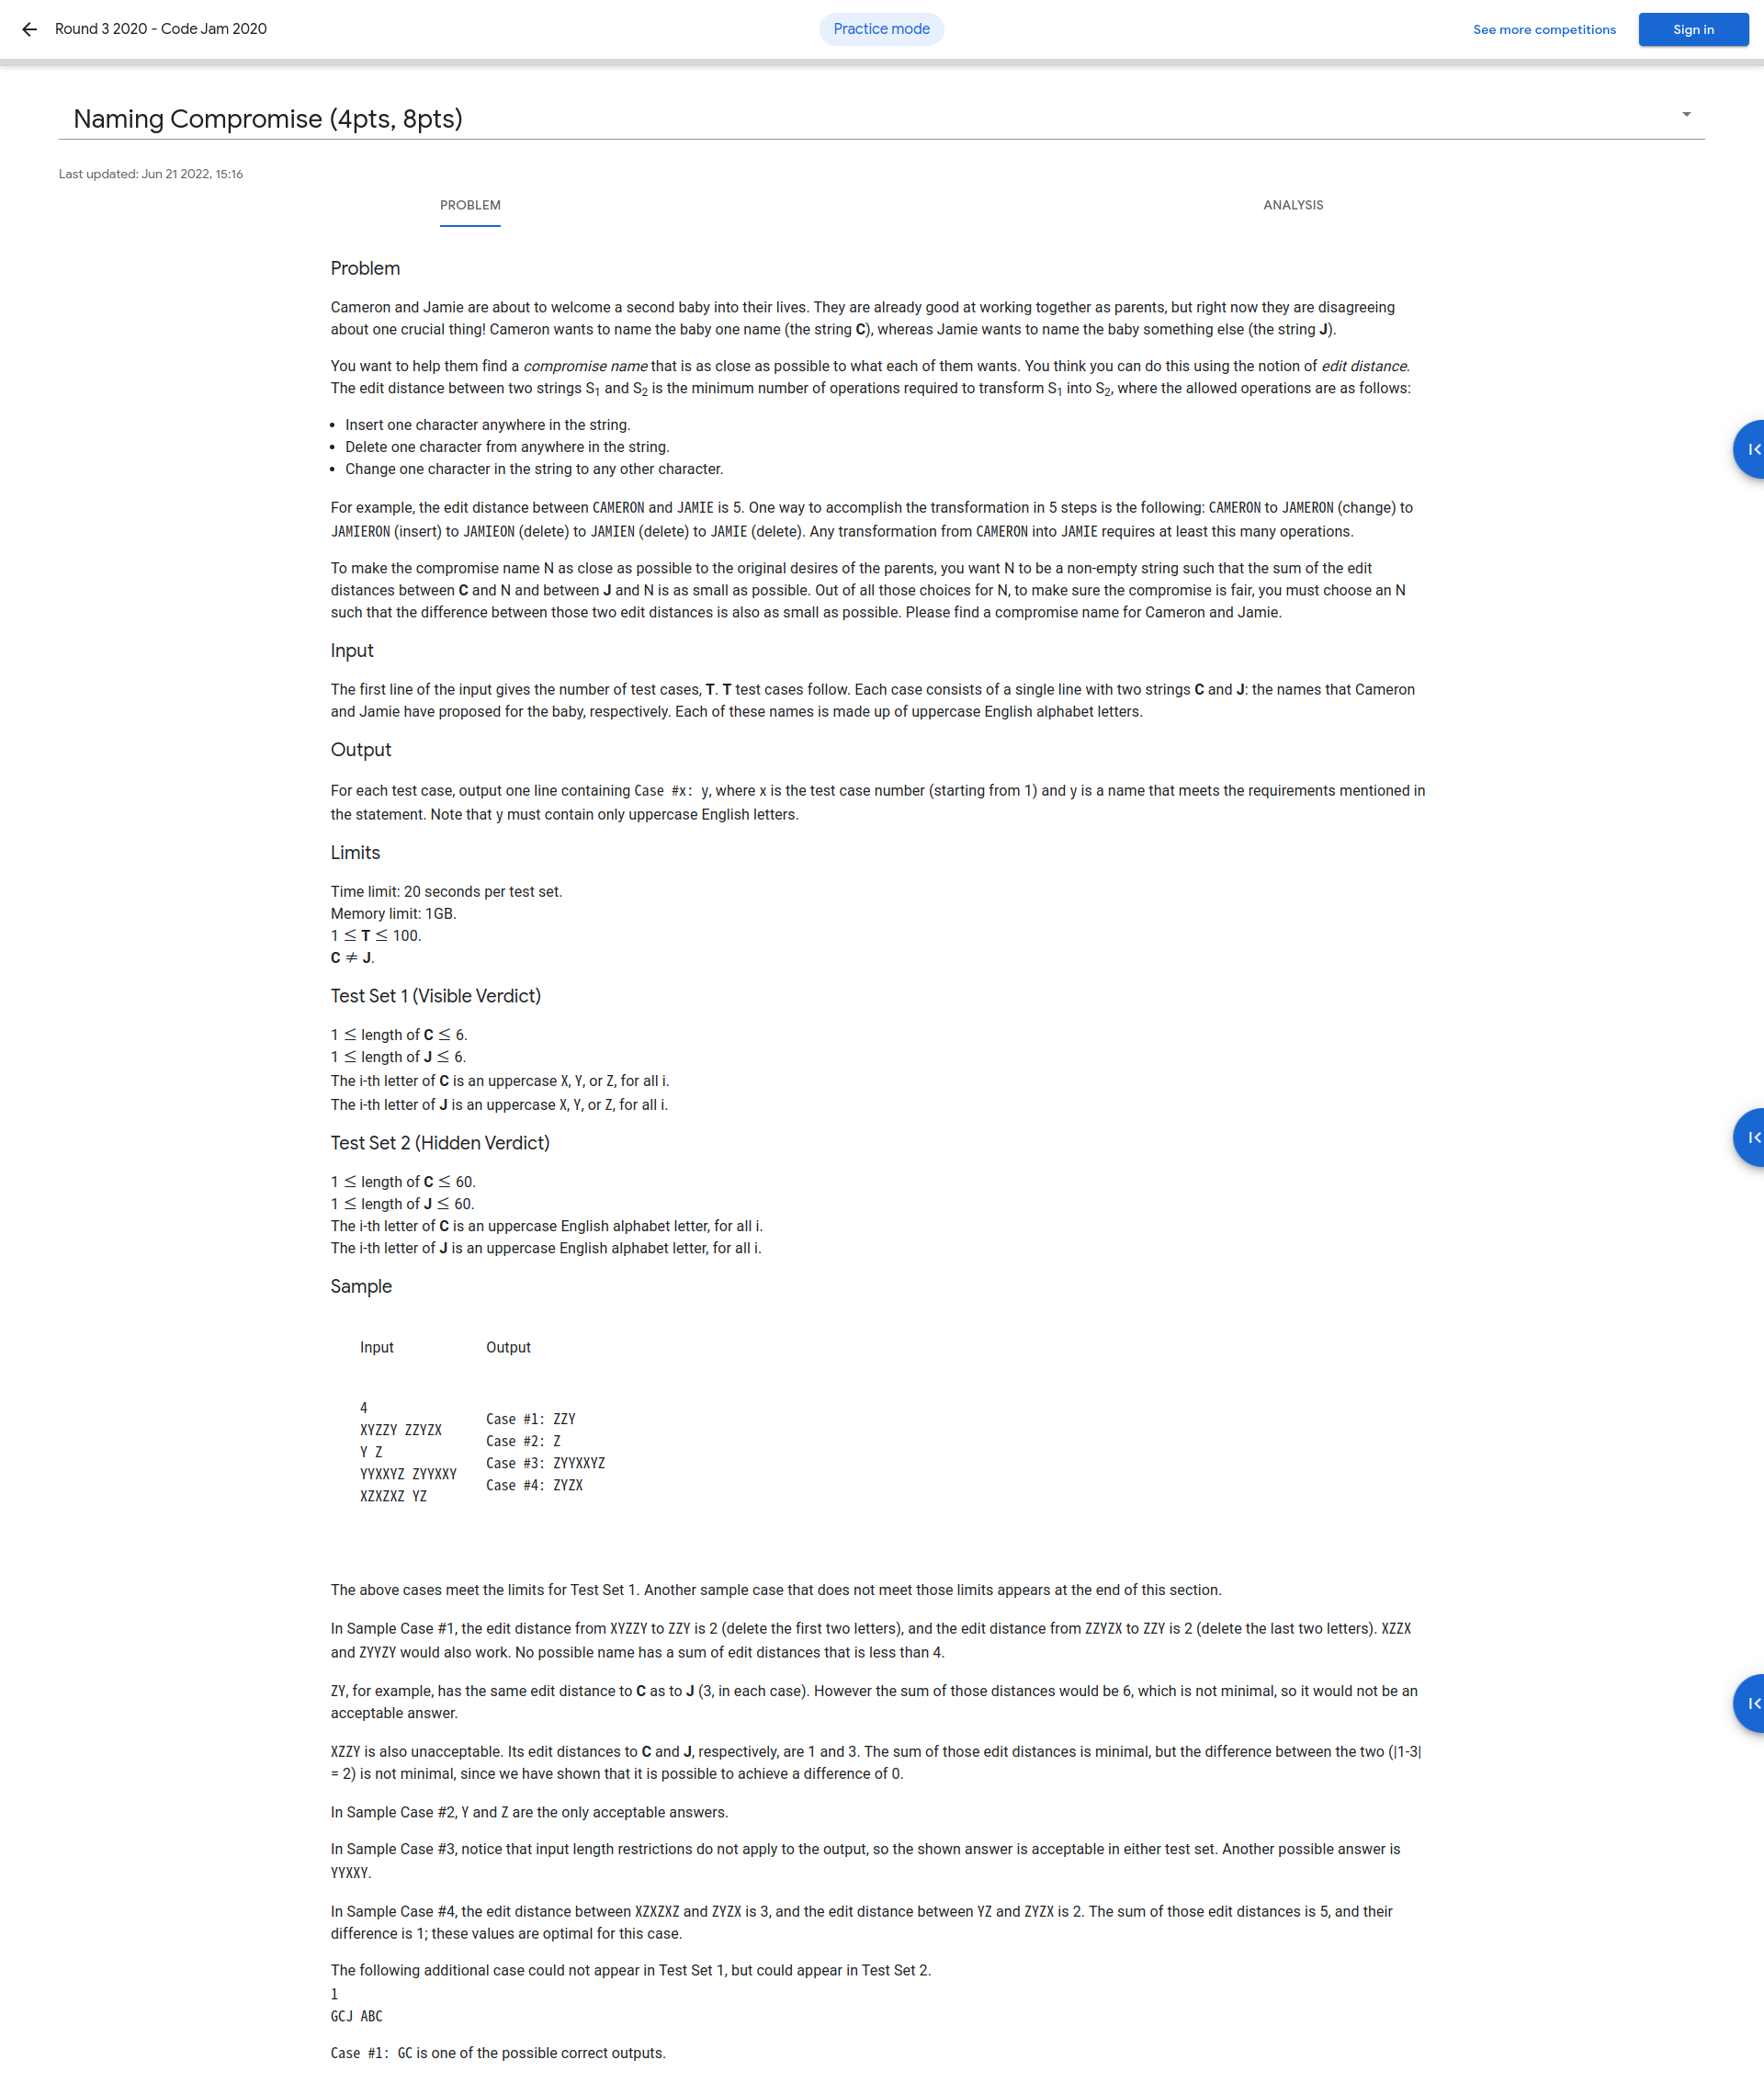 Round 3 2020 - Code Jam 2020
Practice mode
See more competitions
Sign in
Naming Compromise (4pts, 8pts)
Last updated: Jun 21 2022, 15:16
PROBLEM
ANALYSIS
Problem
Cameron and Jamie are about to welcome a second baby into their lives. They are already good at working together as parents, but right now they are disagreeing
about one crucial thing! Cameron wants to name the baby one name (the string C), whereas Jamie wants to name the baby something else (the string J).
You want to help them find a compromise name that is as close as possible to what each of them wants. You think you can do this using the notion of edit distance.
The edit distance between two strings S1 and S2 is the minimum number of operations required to transform S1 into S2, where the allowed operations are as follows:
• Insert one character anywhere in the string.
• Delete one character from anywhere in the string.
• Change one character in the string to any other character.
For example, the edit distance between CAMERON and JAMIE is 5. One way to accomplish the transformation in 5 steps is the following: CAMERON to JAMERON (change) to
JAMIERON (insert) to JAMIEON (delete) to JAMIEN (delete) to JAMIE (delete). Any transformation from CAMERON into JAMIE requires at least this many operations.
To make the compromise name N as close as possible to the original desires of the parents, you want N to be a non-empty string such that the sum of the edit
distances between C and N and between J and N is as small as possible. Out of all those choices for N, to make sure the compromise is fair, you must choose an N
such that the difference between those two edit distances is also as small as possible. Please find a compromise name for Cameron and Jamie.
Input
The first line of the input gives the number of test cases, T. T test cases follow. Each case consists of a single line with two strings C and J: the names that Cameron
and Jamie have proposed for the baby, respectively. Each of these names is made up of uppercase English alphabet letters.
Output
For each test case, output one line containing Case #x: y, where x is the test case number (starting from 1) and y is a name that meets the requirements mentioned in
the statement. Note that y must contain only uppercase English letters.
Limits
Time limit: 20 seconds per test set.
Memory limit: 1GB.
1 ≤ T ≤ 100.
C ≠ J.
Test Set 1 (Visible Verdict)
1 ≤ length of C ≤ 6.
1 ≤ length of J ≤ 6.
The i-th letter of C is an uppercase X, Y, or Z, for all i.
The i-th letter of J is an uppercase X, Y, or Z, for all i.
Test Set 2 (Hidden Verdict)
1 ≤ length of C ≤ 60.
1 ≤ length of J ≤ 60.
The i-th letter of C is an uppercase English alphabet letter, for all i.
The i-th letter of J is an uppercase English alphabet letter, for all i.
Sample
Input
4
XYZZY ZZYZX
Y Z
YYXXYZ ZYYXXY
XZXZXZ YZ
Output
Case #1: ZZY
Case #2: Z
Case #3: ZYYXXYZ
Case #4: ZYZX
The above cases meet the limits for Test Set 1. Another sample case that does not meet those limits appears at the end of this section.
In Sample Case #1, the edit distance from XYZZY to ZZY is 2 (delete the first two letters), and the edit distance from ZZYZX to ZZY is 2 (delete the last two letters). XZZX
and ZYYZY would also work. No possible name has a sum of edit distances that is less than 4.
ZY, for example, has the same edit distance to C as to J (3, in each case). However the sum of those distances would be 6, which is not minimal, so it would not be an
acceptable answer.
XZZY is also unacceptable. Its edit distances to C and J, respectively, are 1 and 3. The sum of those edit distances is minimal, but the difference between the two (|1-3|
= 2) is not minimal, since we have shown that it is possible to achieve a difference of 0.
In Sample Case #2, Y and Z are the only acceptable answers.
In Sample Case #3, notice that input length restrictions do not apply to the output, so the shown answer is acceptable in either test set. Another possible answer is
YYXXY.
In Sample Case #4, the edit distance between XZXZXZ and ZYZX is 3, and the edit distance between YZ and ZYZX is 2. The sum of those edit distances is 5, and their
difference is 1; these values are optimal for this case.
The following additional case could not appear in Test Set 1, but could appear in Test Set 2.
1
GCJ ABC
Case #1: GC is one of the possible correct outputs.